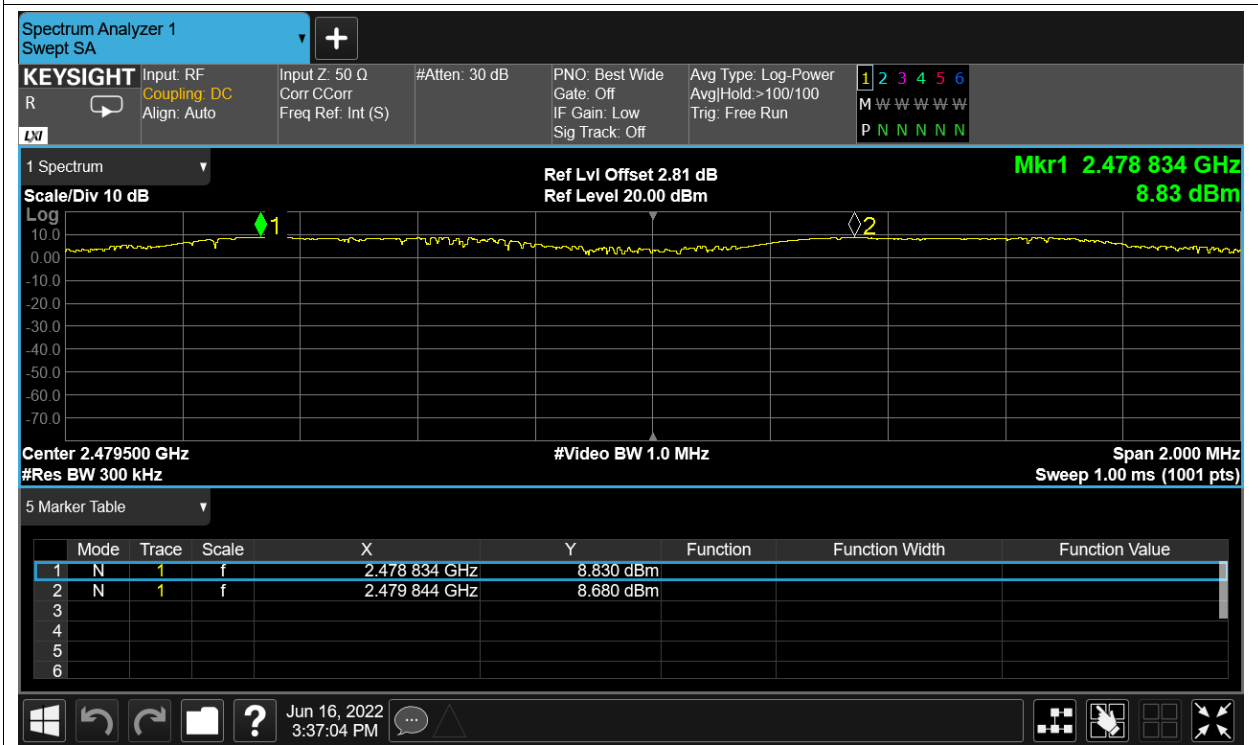 Spectrum Analyzer 1
Swept SA
KEYSIGHT
R
LXI
Input: RF
Coupling: DC
Align: Auto
Input Z: 50 Ω
Corr CCorr
Freq Ref: Int (S)
#Atten: 30 dB
PNO: Best Wide
Gate: Off
IF Gain: Low
Sig Track: Off
Avg Type: Log-Power
Avg|Hold:>100/100
Trig: Free Run
1 2 3 4 5 6
M W W W W W
P N N N N N
1 Spectrum
Scale/Div 10 dB
Ref Lvl Offset 2.81 dB
Ref Level 20.00 dBm
Mkr1 2.478 834 GHz
8.83 dBm
Log
1
2
10.0
0.00
-10.0
-20.0
-30.0
-40.0
-50.0
-60.0
-70.0
Center 2.479500 GHz
#Res BW 300 kHz
#Video BW 1.0 MHz
Span 2.000 MHz
Sweep 1.00 ms (1001 pts)
5 Marker Table
Mode Trace Scale X Y Function Function Width Function Value
1 N 1 f 2.478 834 GHz 8.830 dBm
2 N 1 f 2.479 844 GHz 8.680 dBm
3
4
5
6
?
Jun 16, 2022
3:37:04 PM